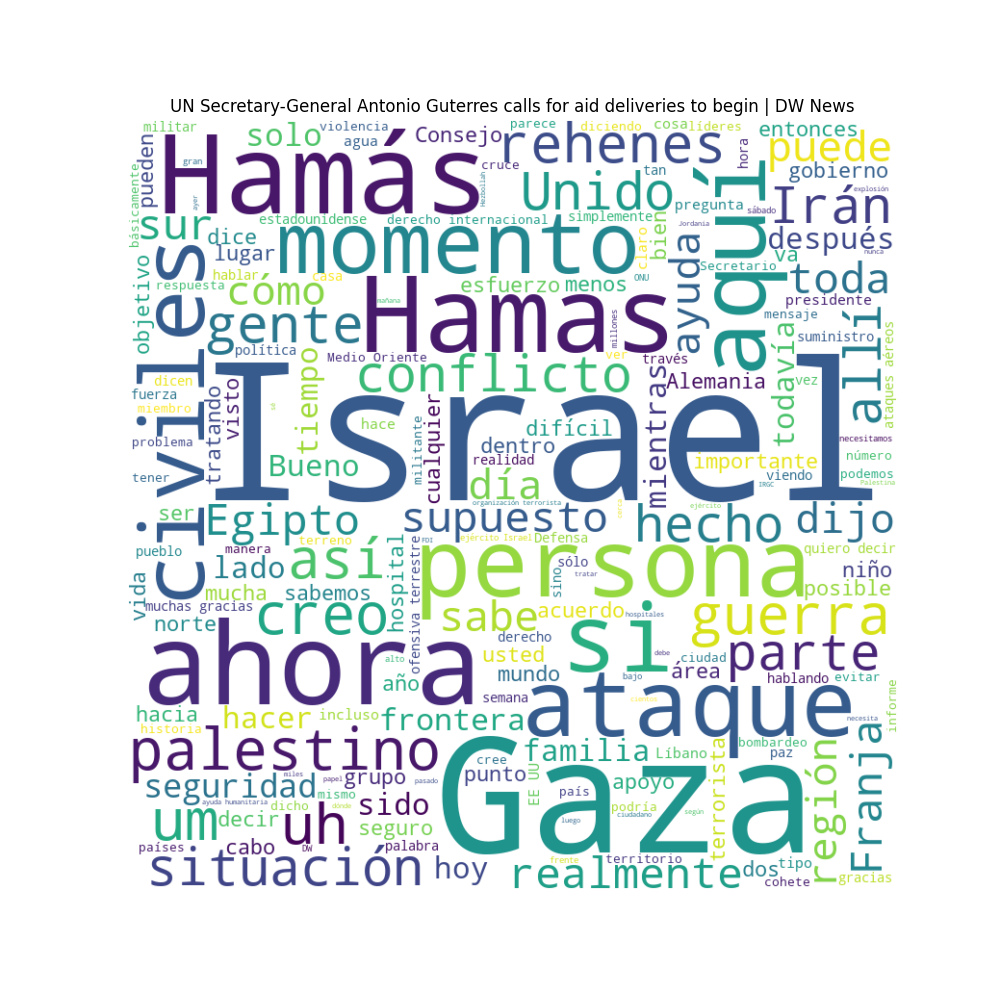 UN Secretary-General Antonio Guterres calls for aid deliveries to begin | DW News
militar
solo
violencia
agua
Consejo
parece
diciendo
cosa
líderes
entonces
pueden
gran
ayer
Hamás
cruce
Hezbollah
rehenes
tan
hora
puede
gobierno
explosión
básicamente
sur
estadounidense
derecho internacional
Unido
simplemente
pregunta
aquí
sábado
Irán
dice
lugar
momento
bien
claro
ayuda
Jordania
va
después
nunca
objetivo
respuesta
civiles
hablar
casa
cómo
mañana
esfuerzo
menos
ONU
Secretario
toda
presidente
gente
Hamas
millones
mensaje
suministro
allí
política
Medio Oriente
ver
través
todavía
ataques aéreos
dicen
fuerza
miembro
visto
tiempo
conflicto
Alemania
vez
problema
tratando
sé
hace
militante
cualquier
difícil
mientras
necesitamos
dentro
realidad
importante
viendo
número
tener
Bueno
Israel
día
IRGC
podemos
Palestina
ser
Egipto
organización terrorista
supuesto
seria
ejército
hecho
dijo
pueblo
manera
terreno
ejército Israel
FDI
Defensa
quiero decir
vida
lado
así
hospital
ofensiva terrestre
persona
sólo
tratar
sino
niño
mucha
sabemos
posible
muchas gracias
norte
creo
sabe
acuerdo
hospitales
guerra
derecho
si
usted
debe
ciudad
parte
ahora
alto
año
mundo
bajo
área
hablando
evitar
semana
ataque
informe
hacia
hacer
incluso
frontera
necesita
historia
palestino
cree
familia
Líbano
bombardeo
paz
región
Franja
seguridad
miles
papel
grupo
pasado
punto
EE UU
país
apoyo
terrorista
ayuda humanitaria
dicho
dónde
mismo
sido
Gaza
podría
ciudadano
según
um
decir
uh
seguro
luego
países
cabo
DW
palabra
situación
hoy
frente
territorio
realmente
dos
tipo
cohete
gracias